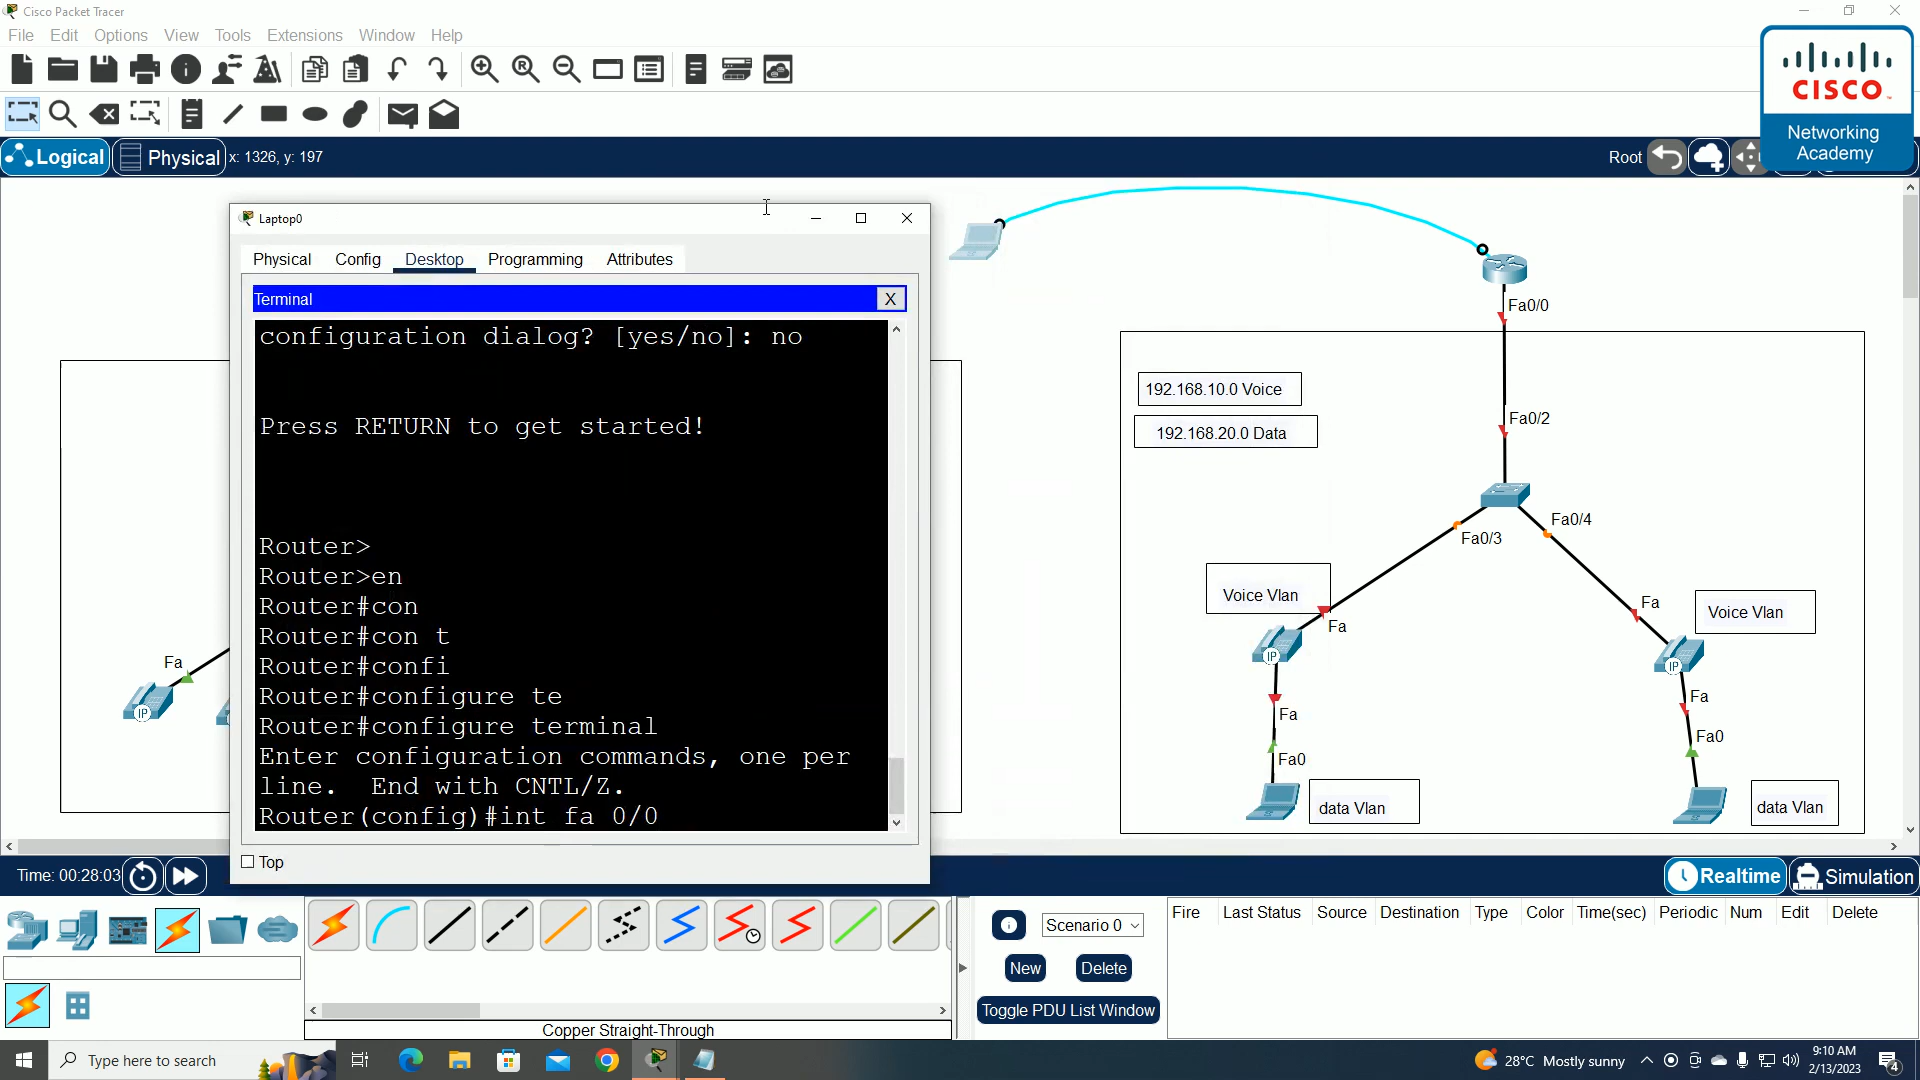 Cisco Packet Tracer
File Edit Options View Tools Extensions Window Help
CISCO
Networking
Academy
Logical Physical x: 1326, y: 197 Root
Laptop0
Physical Config Desktop Programming Attributes
Terminal X
configuration dialog? [yes/no]: no
Press RETURN to get started!
Router>
Router>en
Router#con
Router#con t
Router#confi
Router#configure te
Router#configure terminal
Enter configuration commands, one per
line.  End with CNTL/Z.
Router(config)#int fa 0/0
Top
Fa
IP
Fa0/0
192.168.10.0 Voice
192.168.20.0 Data
Fa0/2
Fa0/3
Fa0/4
Voice Vlan
Fa
IP
Fa
Voice Vlan
IP
Fa
Fa0
data Vlan
Fa
Fa0
data Vlan
Time: 00:28:03 Realtime Simulation
Scenario 0
New Delete
Toggle PDU List Window
Fire Last Status Source Destination Type Color Time(sec) Periodic Num Edit Delete
Copper Straight-Through
Type here to search
28°C Mostly sunny
9:10 AM
2/13/2023
4